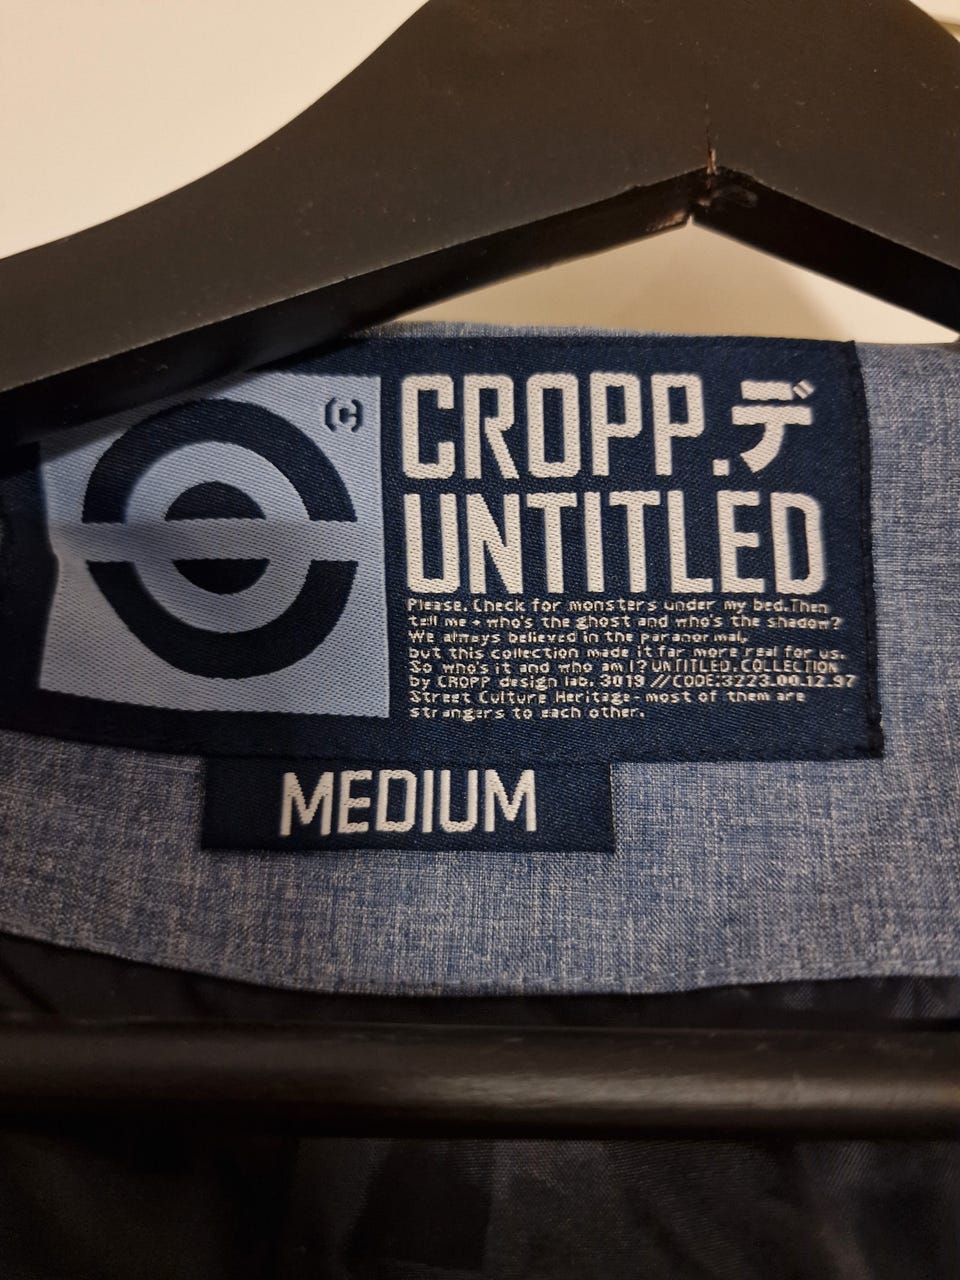 (C)
CROPP.デ
UNTITLED
Please. Check for monsters under my bed. Then
tell me + who's the ghost and who's the shadow?
We always believed in the paranormal,
but this collection made it far more real for us.
So who's it and who am I? UNTITLED.COLLECTION
by CROPP design lab. 3019 //CODE:3223.00.12.97
Street Culture Heritage - most of them are
strangers to each other.
MEDIUM